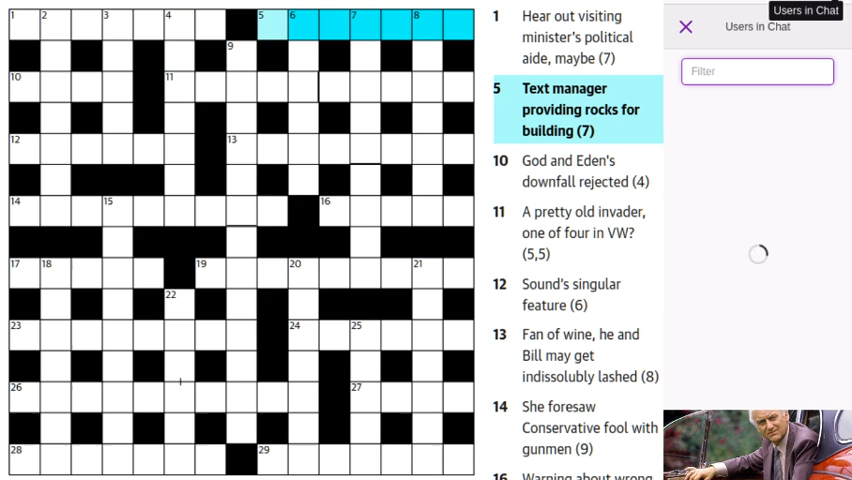 1 2 3 4 5 6 7 8
9
10 11
12 13
14 15 16
17 18 19 20 21
22
23 24 25
26 27
28 29
1 Hear out visiting
minister's political
aide, maybe (7)
5 Text manager
providing rocks for
building (7)
10 God and Eden's
downfall rejected (4)
11 A pretty old invader,
one of four in VW?
(5,5)
12 Sound's singular
feature (6)
13 Fan of wine, he and
Bill may get
indissolubly lashed (8)
14 She foresaw
Conservative fool with
gunmen (9)
16 Warning about wrong
Users in Chat
Users in Chat
Filter